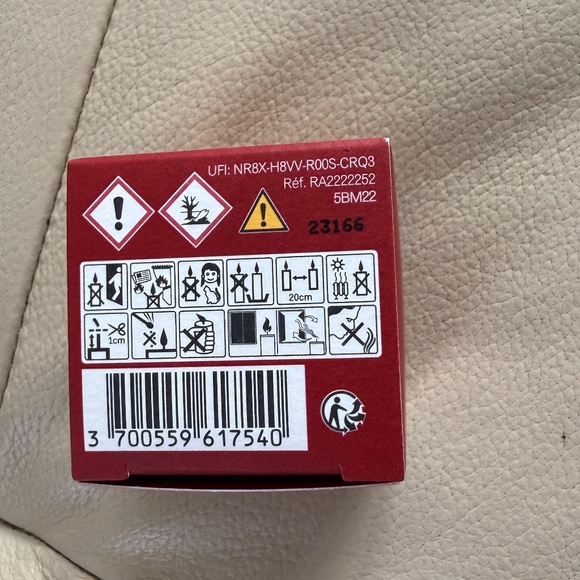 UFI: NR8X-H8VV-R00S-CRQ3
Réf. RA2222252
5BM22
23166
20cm
1cm
3 700559 617540